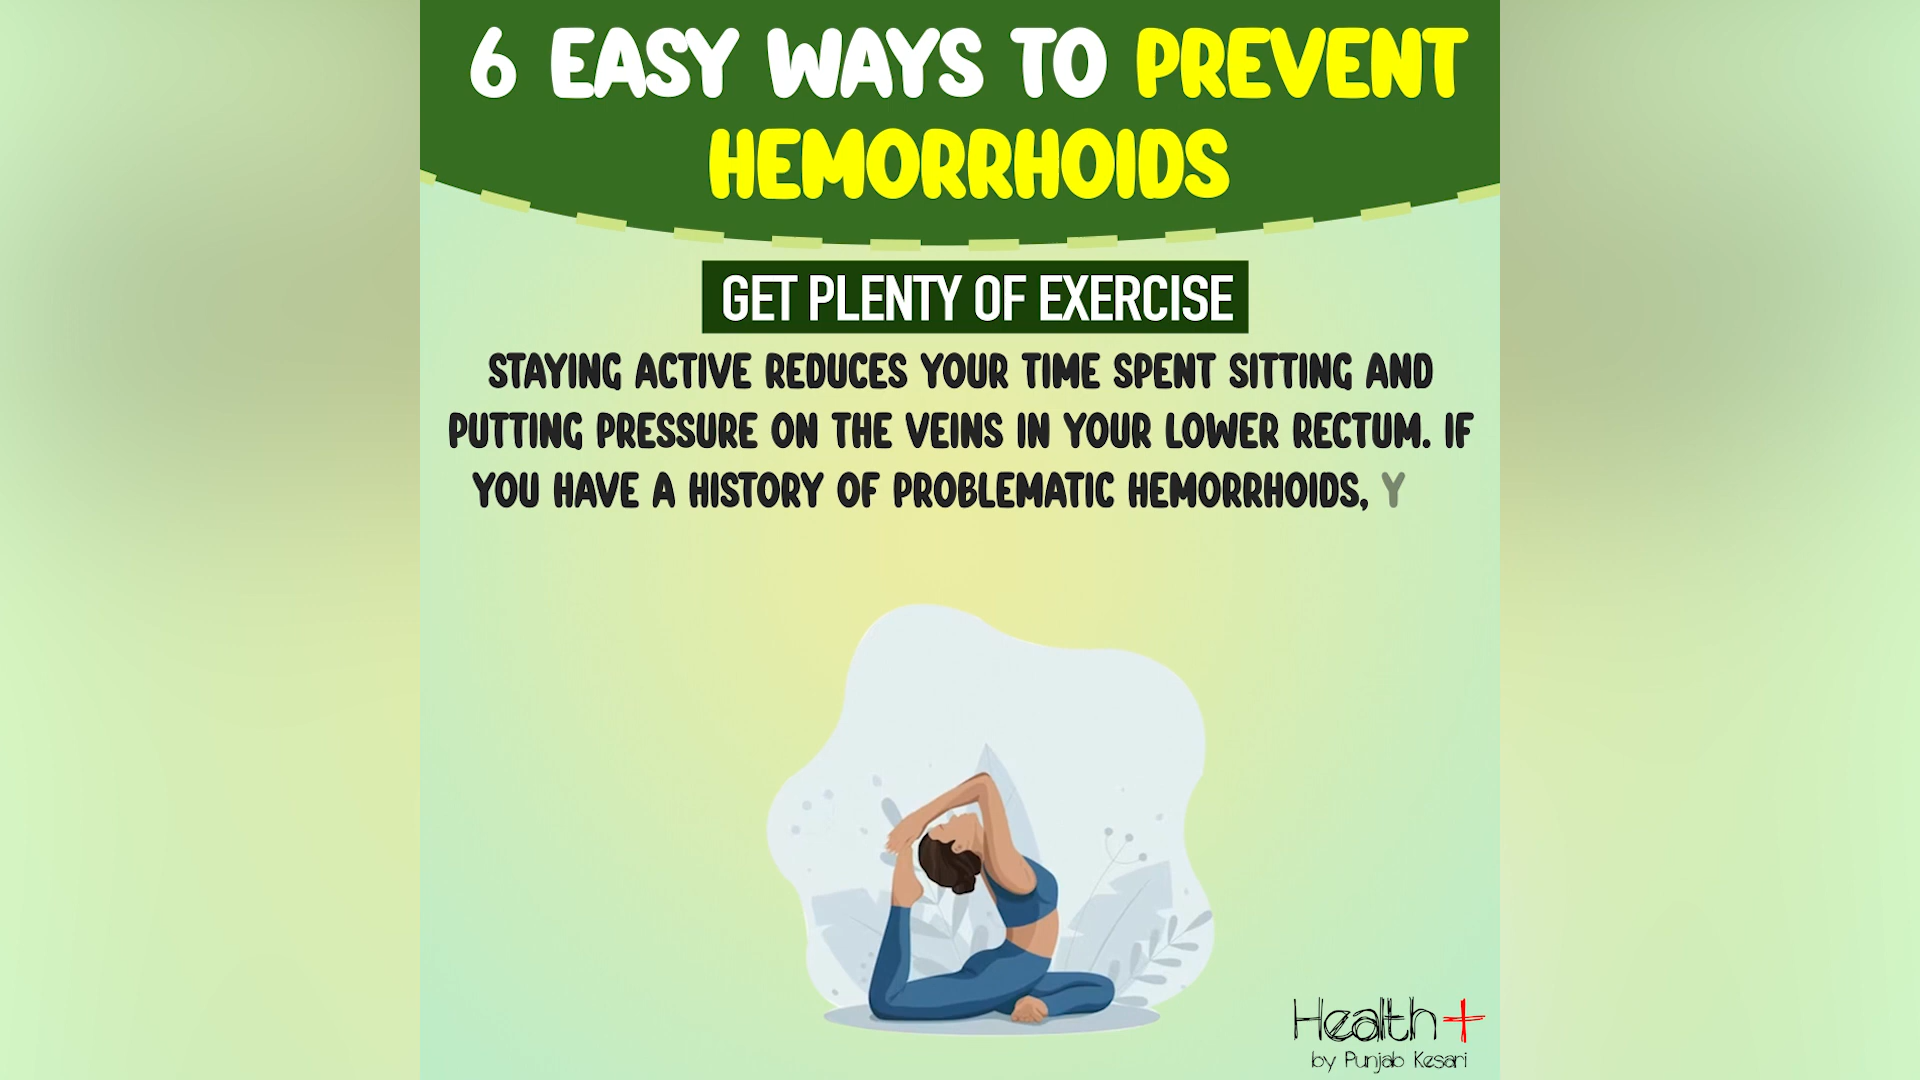 6 EASY WAYS TO PREVENT
HEMORRHOIDS
GET PLENTY OF EXERCISE
STAYING ACTIVE REDUCES YOUR TIME SPENT SITTING AND
PUTTING PRESSURE ON THE VEINS IN YOUR LOWER RECTUM. IF
YOU HAVE A HISTORY OF PROBLEMATIC HEMORRHOIDS, Y
Health+
by Punjab Kesari